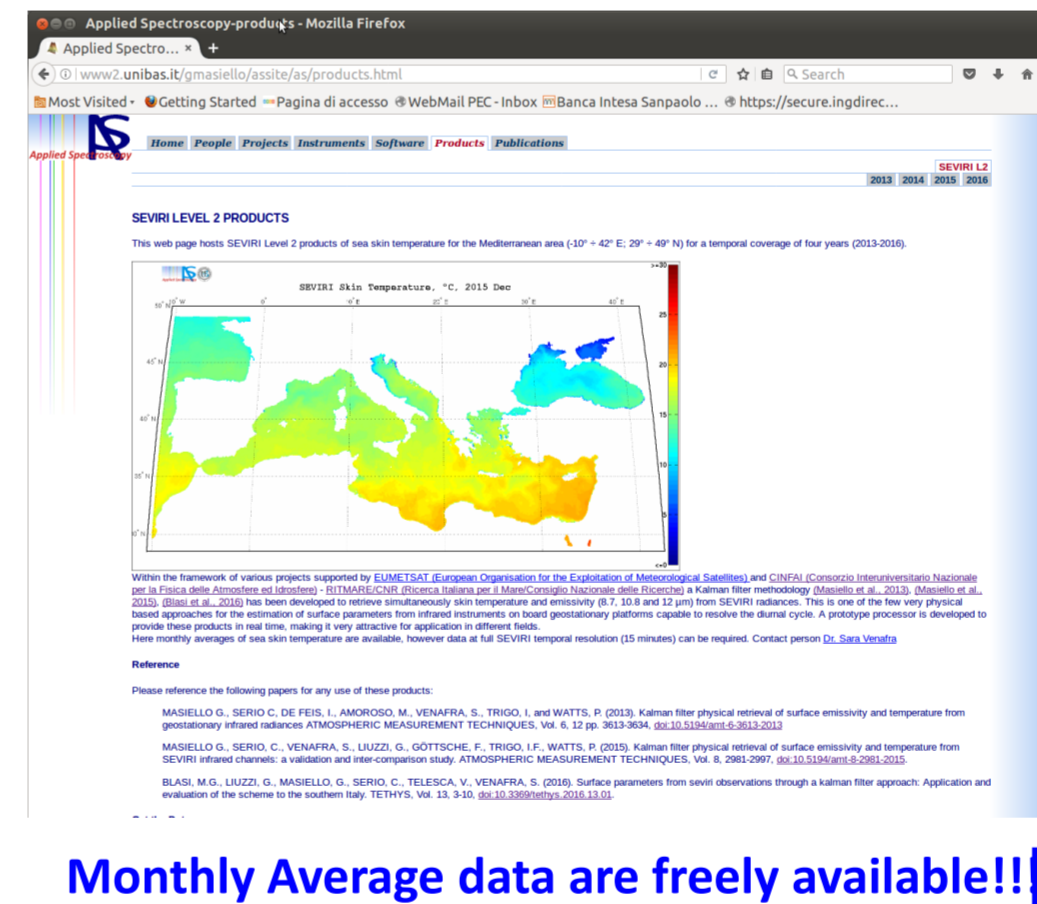 Applied Spectroscopy-products - Mozilla Firefox
Applied Spectro… × +
www2.unibas.it/gmasiello/assite/as/products.html
Search
Most Visited
Getting Started
Pagina di accesso
WebMail PEC - Inbox
Banca Intesa Sanpaolo ...
https://secure.ingdirec...
AS
Applied Spectroscopy
Home People Projects Instruments Software Products Publications
SEVIRI L2
2013 2014 2015 2016
SEVIRI LEVEL 2 PRODUCTS
This web page hosts SEVIRI Level 2 products of sea skin temperature for the Mediterranean area (-10° ÷ 42° E; 29° ÷ 49° N) for a temporal coverage of four years (2013-2016).
SEVIRI Skin Temperature, °C, 2015 Dec
>=30
10°W 0° 10°E 20°E 30°E 40°E
50°N
25
45°N
20
40°N
15
10
35°N
5
0°N
<=0
Within the framework of various projects supported by EUMETSAT (European Organisation for the Exploitation of Meteorological Satellites) and CINFAI (Consorzio Interuniversitario Nazionale
per la Fisica delle Atmosfere ed Idrosfere) - RITMARE/CNR (Ricerca Italiana per il Mare/Consiglio Nazionale delle Ricerche) a Kalman filter methodology (Masiello et al., 2013), (Masiello et al.,
2015), (Blasi et al., 2016) has been developed to retrieve simultaneously skin temperature and emissivity (8.7, 10.8 and 12 µm) from SEVIRI radiances. This is one of the few very physical
based approaches for the estimation of surface parameters from infrared instruments on board geostationary platforms capable to resolve the diurnal cycle. A prototype processor is developed to
provide these products in real time, making it very attractive for application in different fields.
Here monthly averages of sea skin temperature are available, however data at full SEVIRI temporal resolution (15 minutes) can be required. Contact person Dr. Sara Venafra
Reference
Please reference the following papers for any use of these products:
MASIELLO G., SERIO C, DE FEIS, I., AMOROSO, M., VENAFRA, S., TRIGO, I, and WATTS, P. (2013). Kalman filter physical retrieval of surface emissivity and temperature from
geostationary infrared radiances ATMOSPHERIC MEASUREMENT TECHNIQUES, Vol. 6, 12 pp. 3613-3634, doi:10.5194/amt-6-3613-2013
MASIELLO, G., SERIO, C., VENAFRA, S., LIUZZI, G., GÖTTSCHE, F., TRIGO, I.F., WATTS, P. (2015). Kalman filter physical retrieval of surface emissivity and temperature from
SEVIRI infrared channels: a validation and inter-comparison study. ATMOSPHERIC MEASUREMENT TECHNIQUES, Vol. 8, 2981-2997, doi:10.5194/amt-8-2981-2015.
BLASI, M.G., LIUZZI, G., MASIELLO, G., SERIO, C., TELESCA, V., VENAFRA, S. (2016). Surface parameters from seviri observations through a kalman filter approach: Application and
evaluation of the scheme to the southern Italy. TETHYS, Vol. 13, 3-10, doi:10.3369/tethys.2016.13.01.
Monthly Average data are freely available!!!